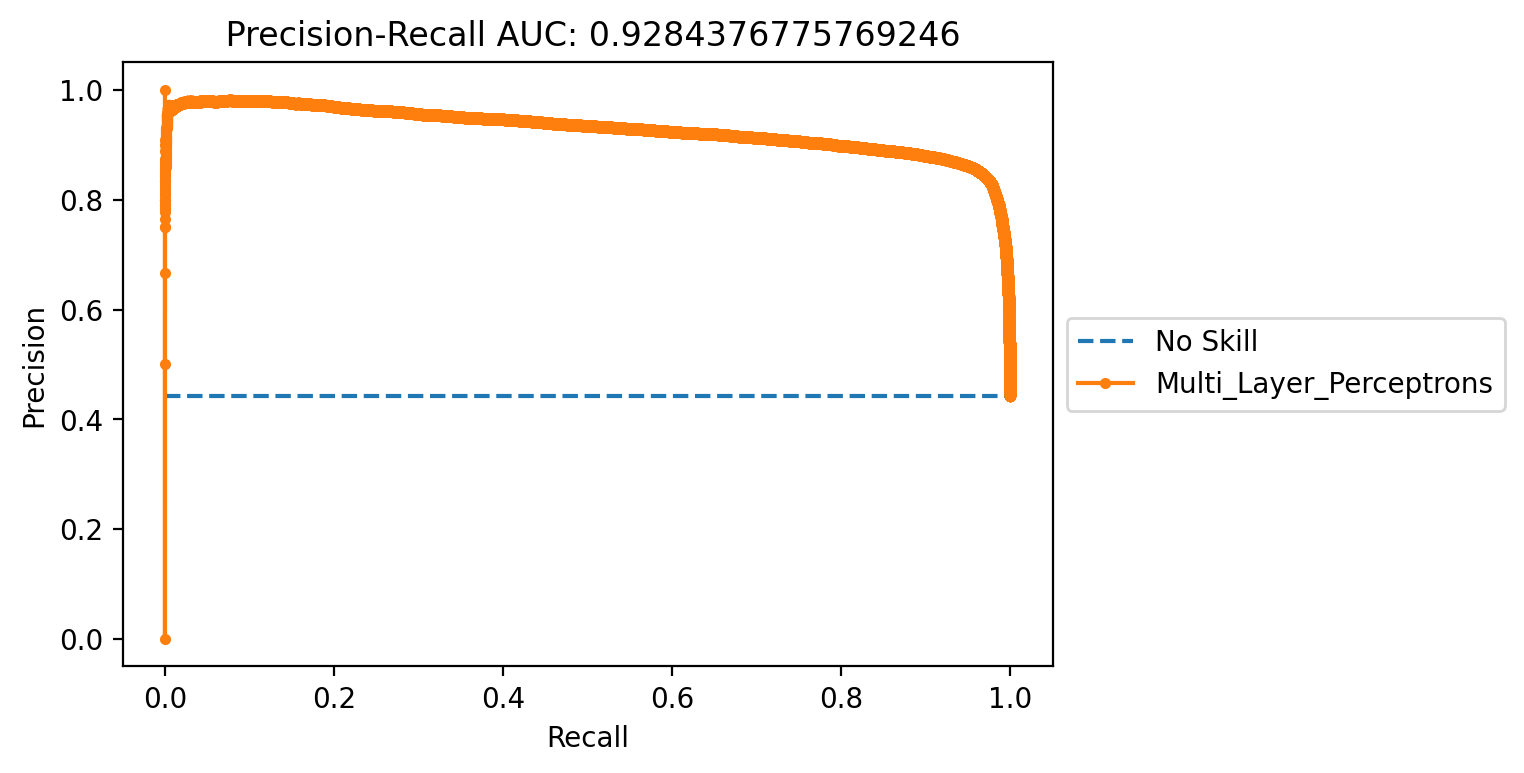 Precision-Recall AUC: 0.9284376775769246
1.0
0.8
0.6
0.4
0.2
0.0
Precision
0.0 0.2 0.4 0.6 0.8 1.0
Recall
No Skill
Multi_Layer_Perceptrons